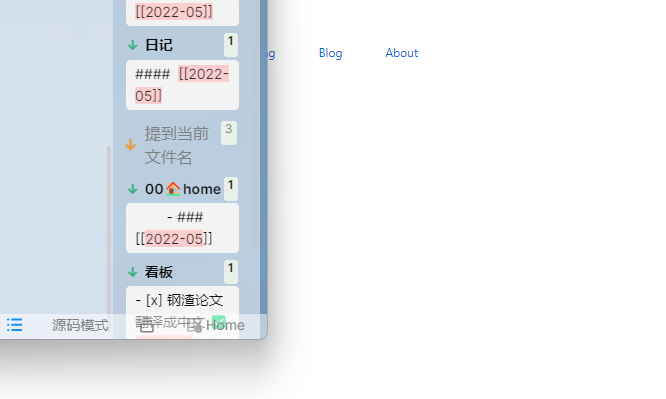 [[2022-05]]
日记 1
#### [[2022-
05]]
提到当前 3
文件名
00🏠home 1
- ###
[[2022-05]]
看板 1
- [x] 钢渣论文
翻译成中文 ✅
源码模式
Home
Blog
About